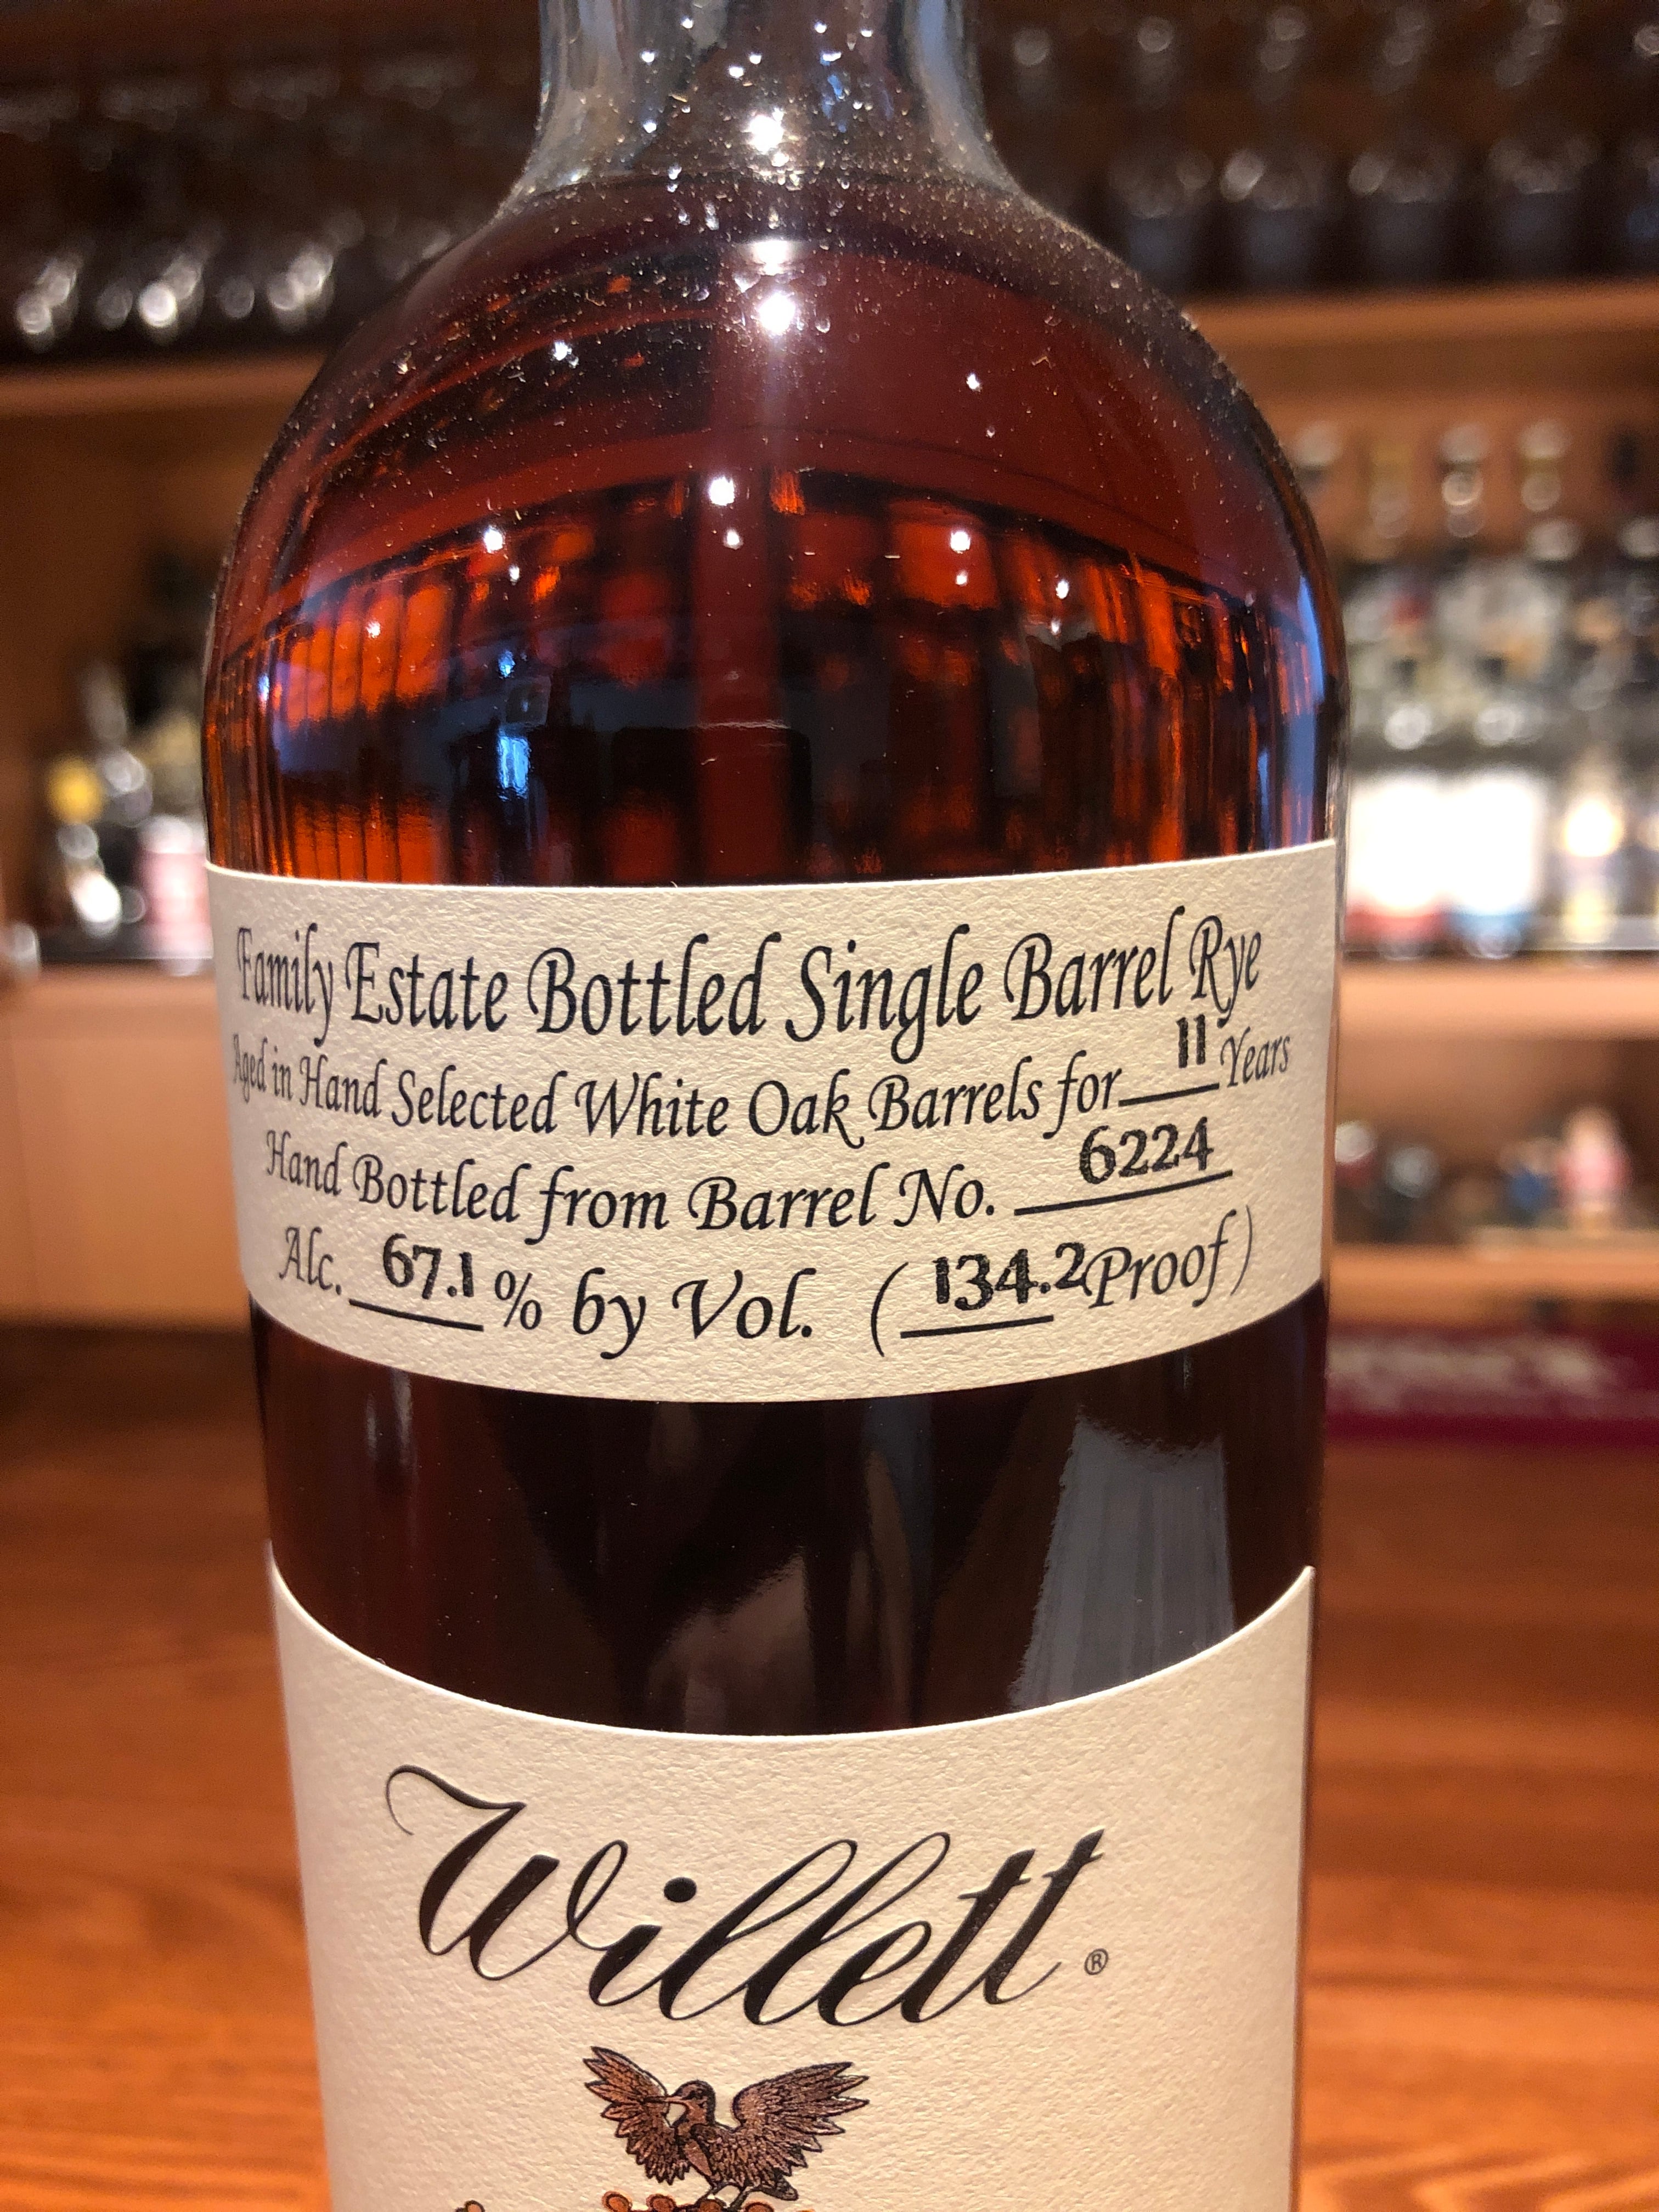 Family Estate Bottled Single Barrel Rye
Aged in Hand Selected White Oak Barrels for 11 Years
Hand Bottled from Barrel No. 6224
Alc. 67.1 % by Vol. (134.2 Proof)
Willett ®